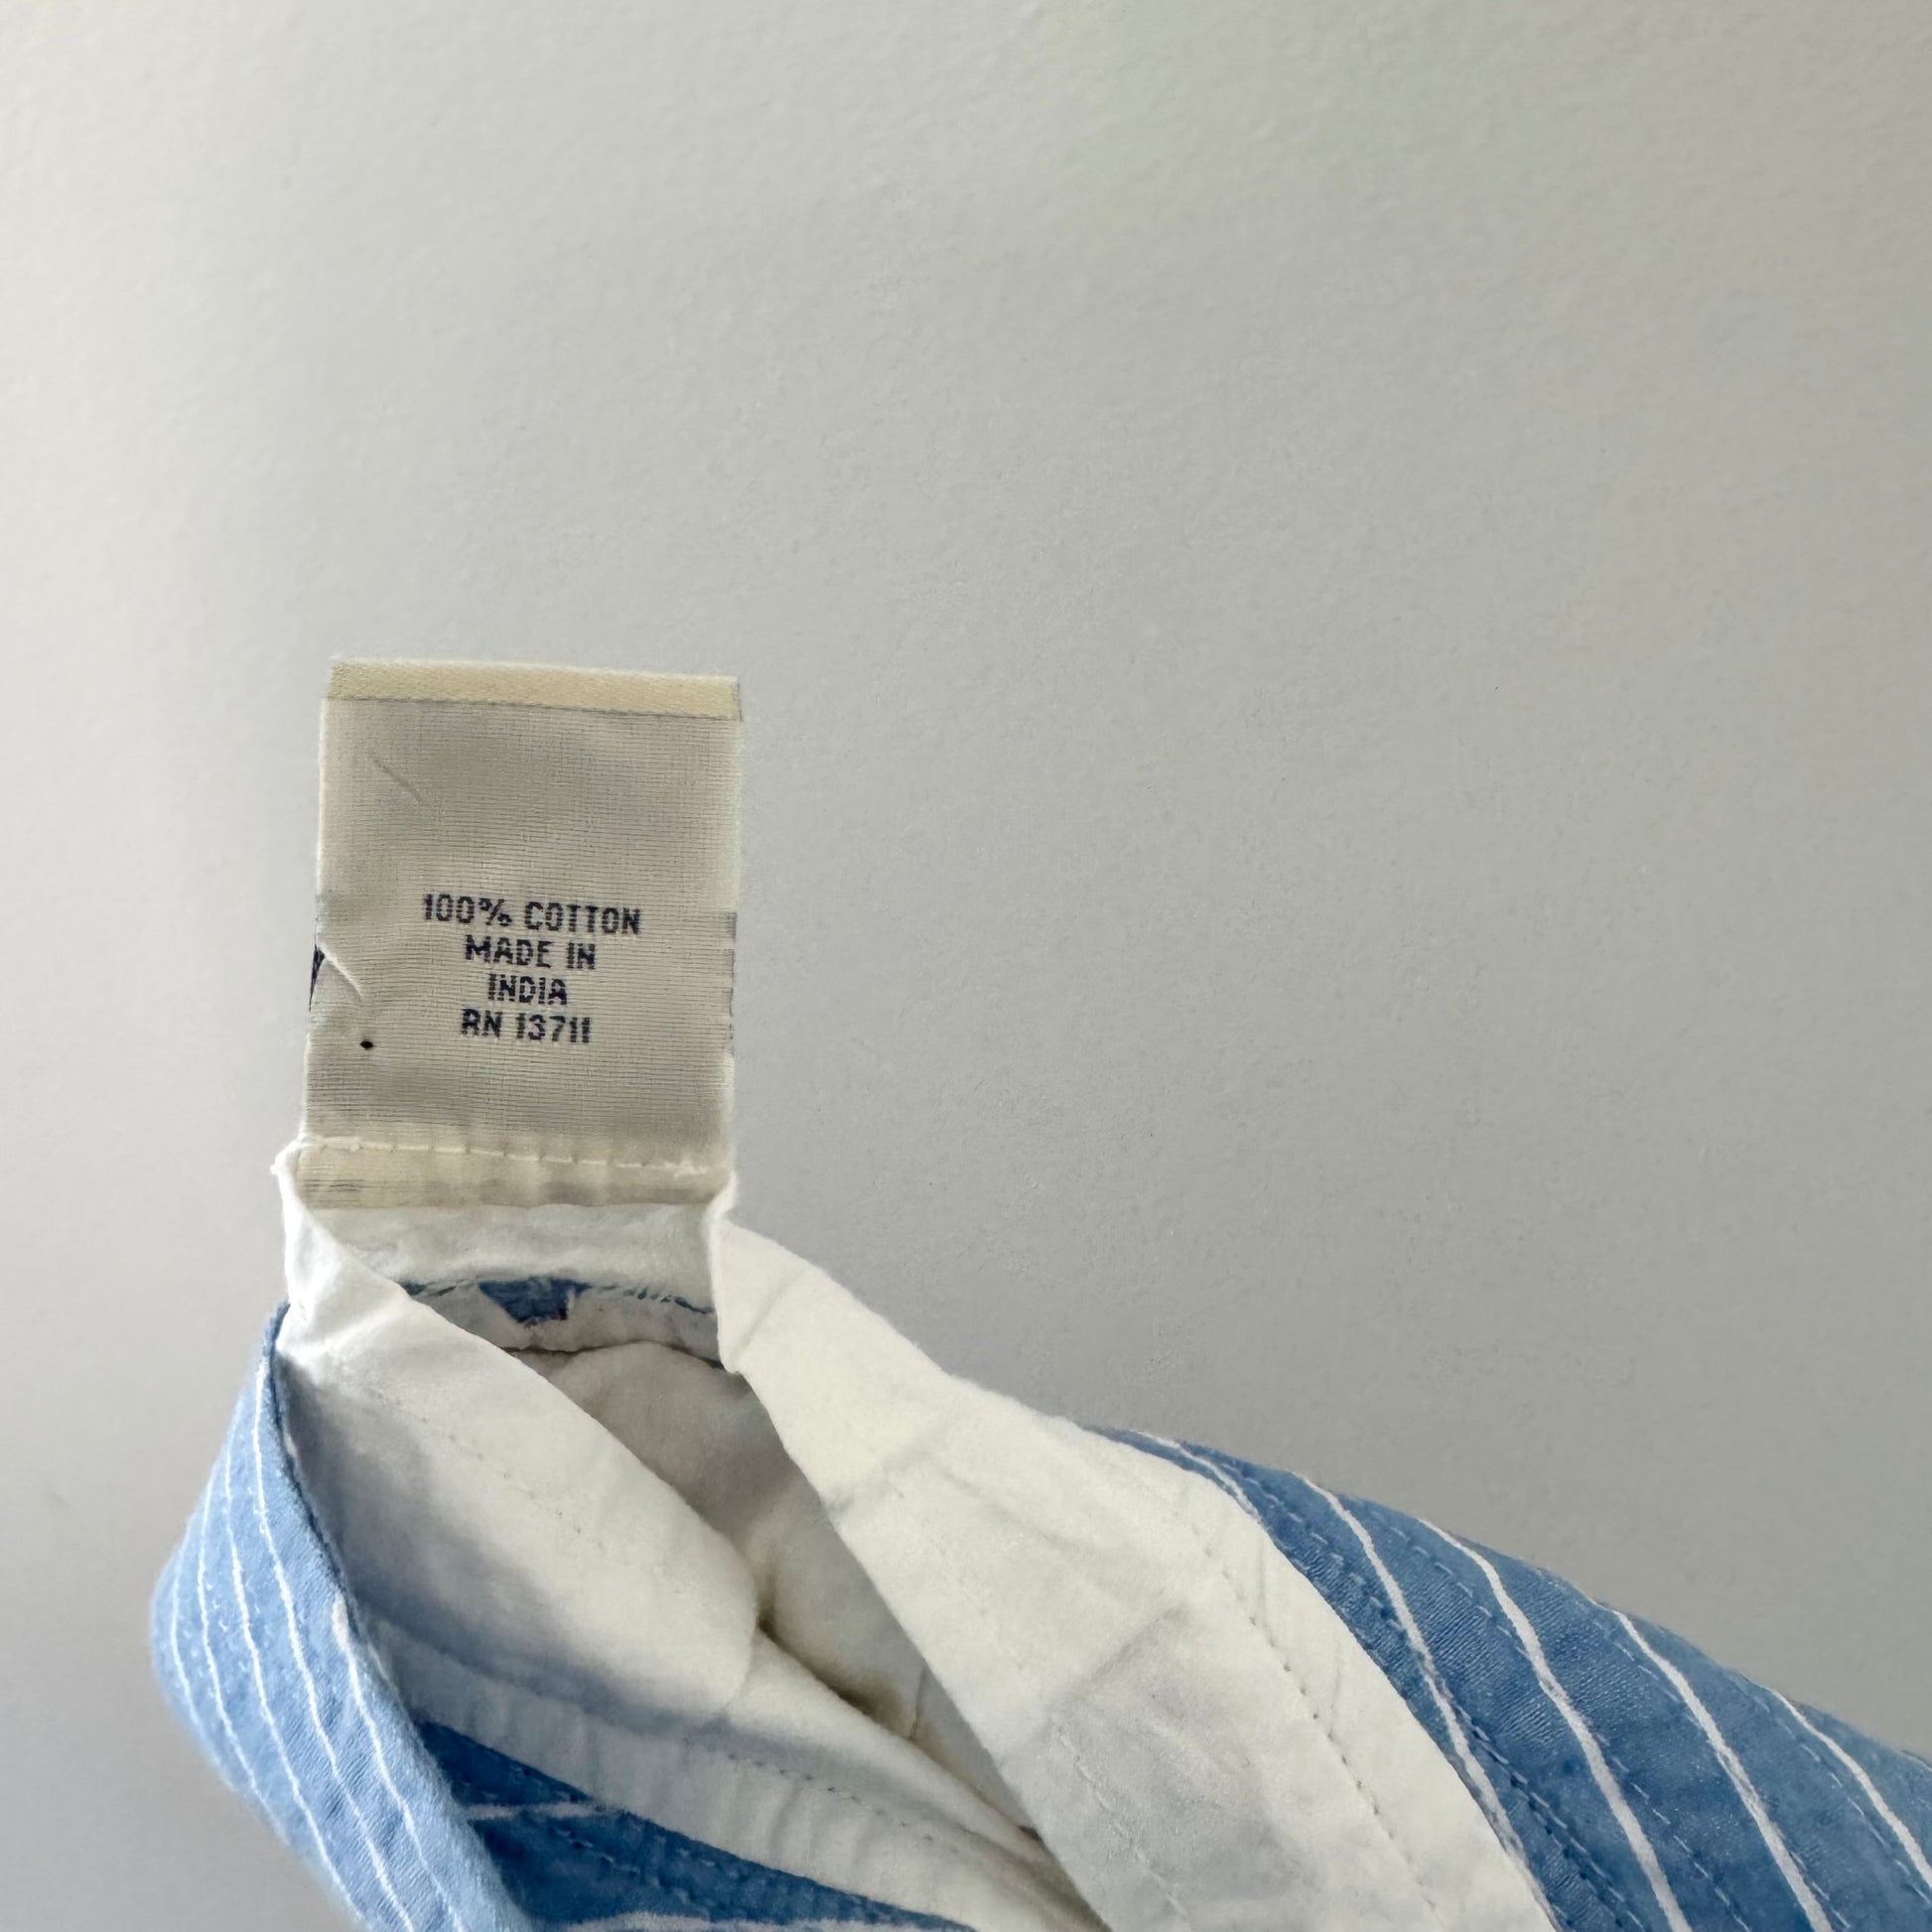 100% COTTON
MADE IN
INDIA
RN 13711